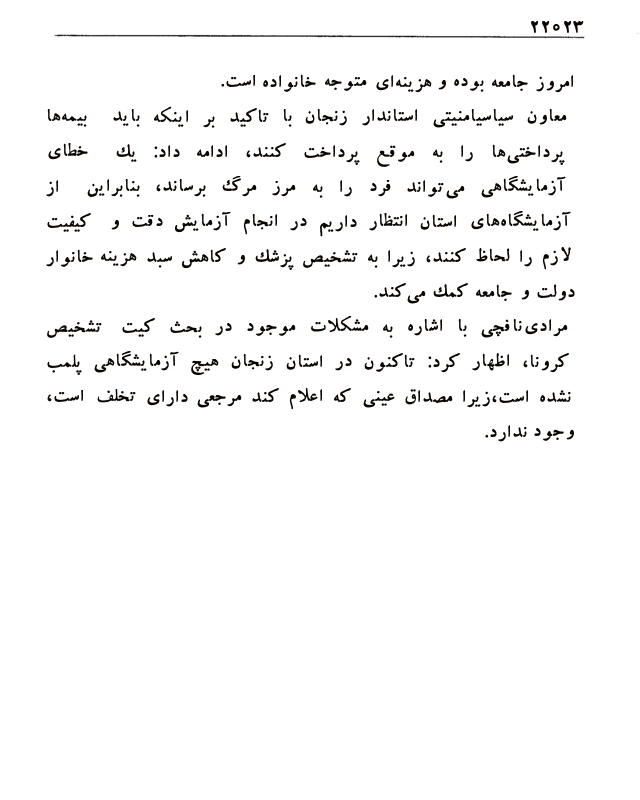 ۲۲۰۲۳
امروز جامعه بوده و هزینه‌ای متوجه خانواده است.
معاون سیاسیامنیتی استاندار زنجان با تاکید بر اینکه باید بیمه‌ها
پرداختی‌ها را به موقع پرداخت کنند، ادامه داد: یك خطای
آزمایشگاهی می‌تواند فرد را به مرز مرگ برساند، بنابراین از
آزمایشگاه‌های استان انتظار داریم در انجام آزمایش دقت و کیفیت
لازم را لحاظ کنند، زیرا به تشخیص پزشك و کاهش سبد هزینه خانوار
دولت و جامعه کمك می‌کند.
مرادی‌نافچی با اشاره به مشکلات موجود در بحث کیت تشخیص
کرونا، اظهار کرد: تاکنون در استان زنجان هیچ آزمایشگاهی پلمب
نشده است،زیرا مصداق عینی که اعلام کند مرجعی دارای تخلف است،
وجود ندارد.